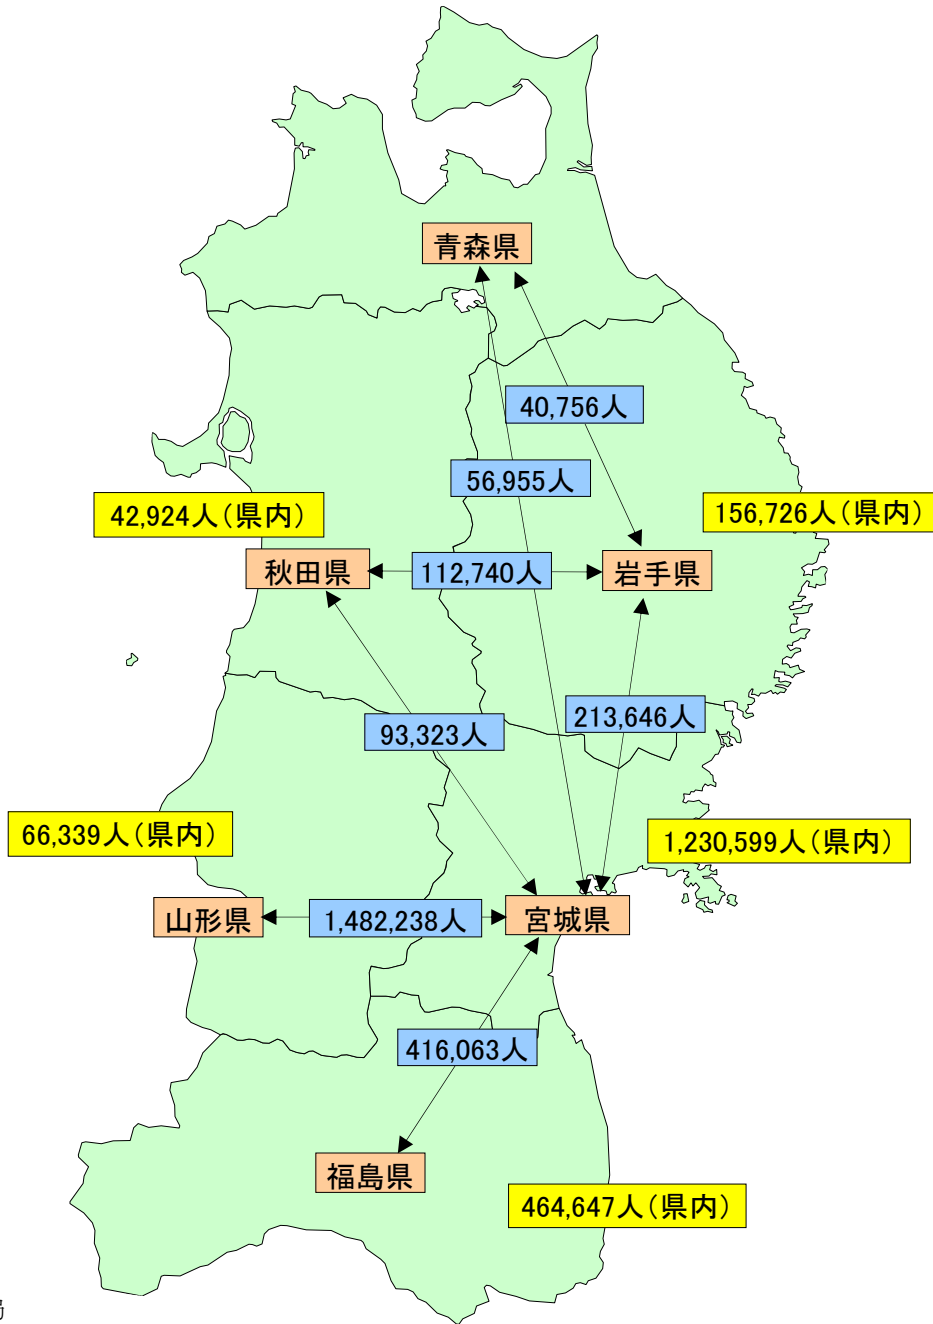 青森県
40,756人
56,955人
42,924人(県内)
156,726人(県内)
秋田県
112,740人
岩手県
213,646人
93,323人
66,339人(県内)
1,230,599人(県内)
山形県
1,482,238人
宮城県
416,063人
福島県
464,647人(県内)